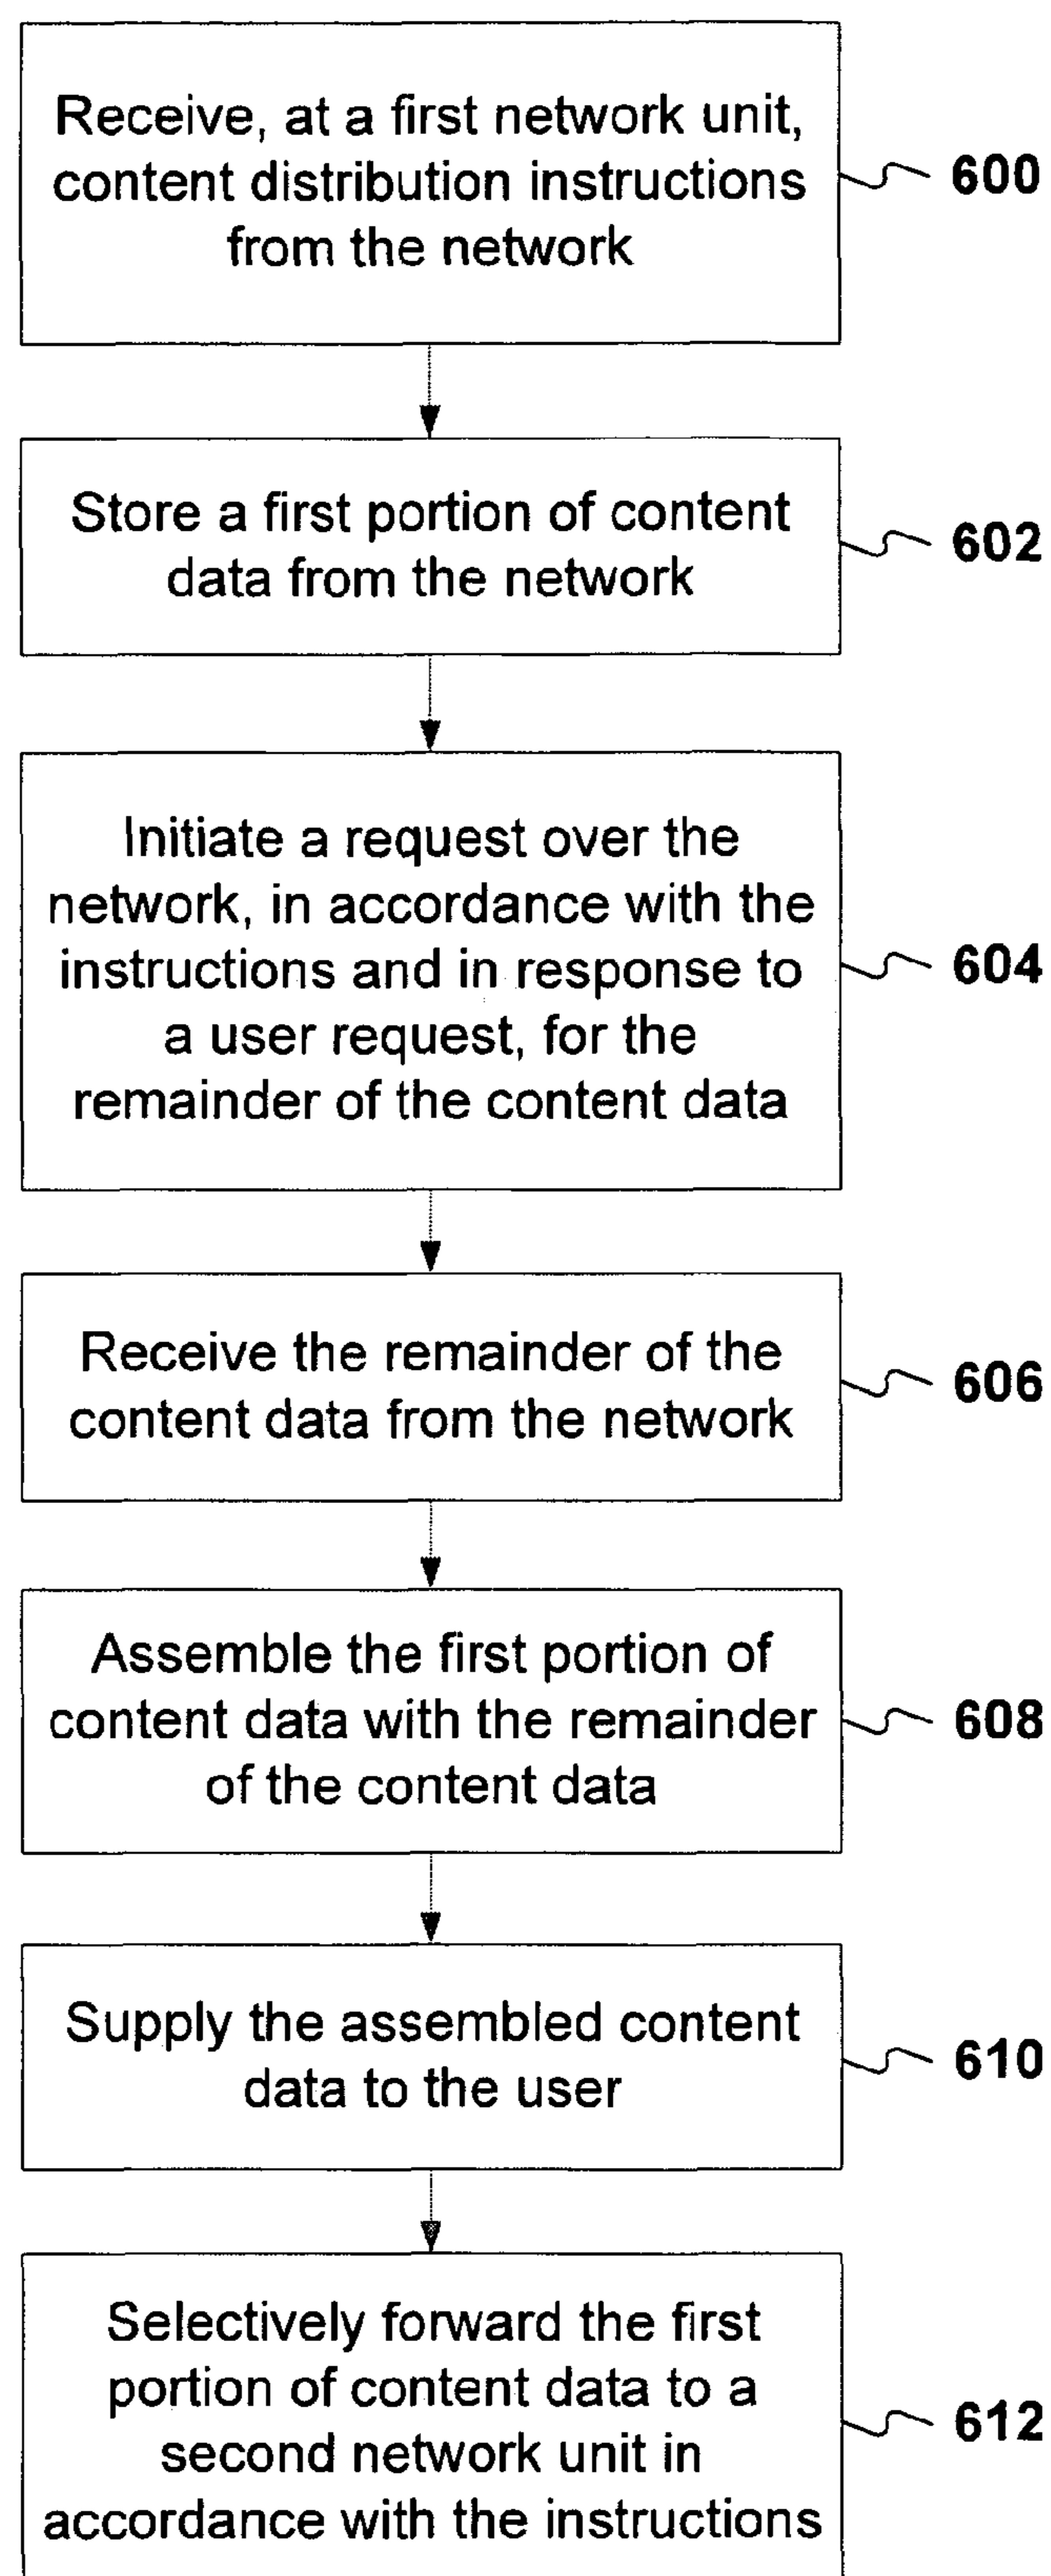 Receive, at a first network unit,
content distribution instructions
from the network
600
Store a first portion of content
data from the network
602
Initiate a request over the
network, in accordance with the
instructions and in response to
a user request, for the
remainder of the content data
604
Receive the remainder of the
content data from the network
606
Assemble the first portion of
content data with the remainder
of the content data
608
Supply the assembled content
data to the user
610
Selectively forward the first
portion of content data to a
second network unit in
accordance with the instructions
612